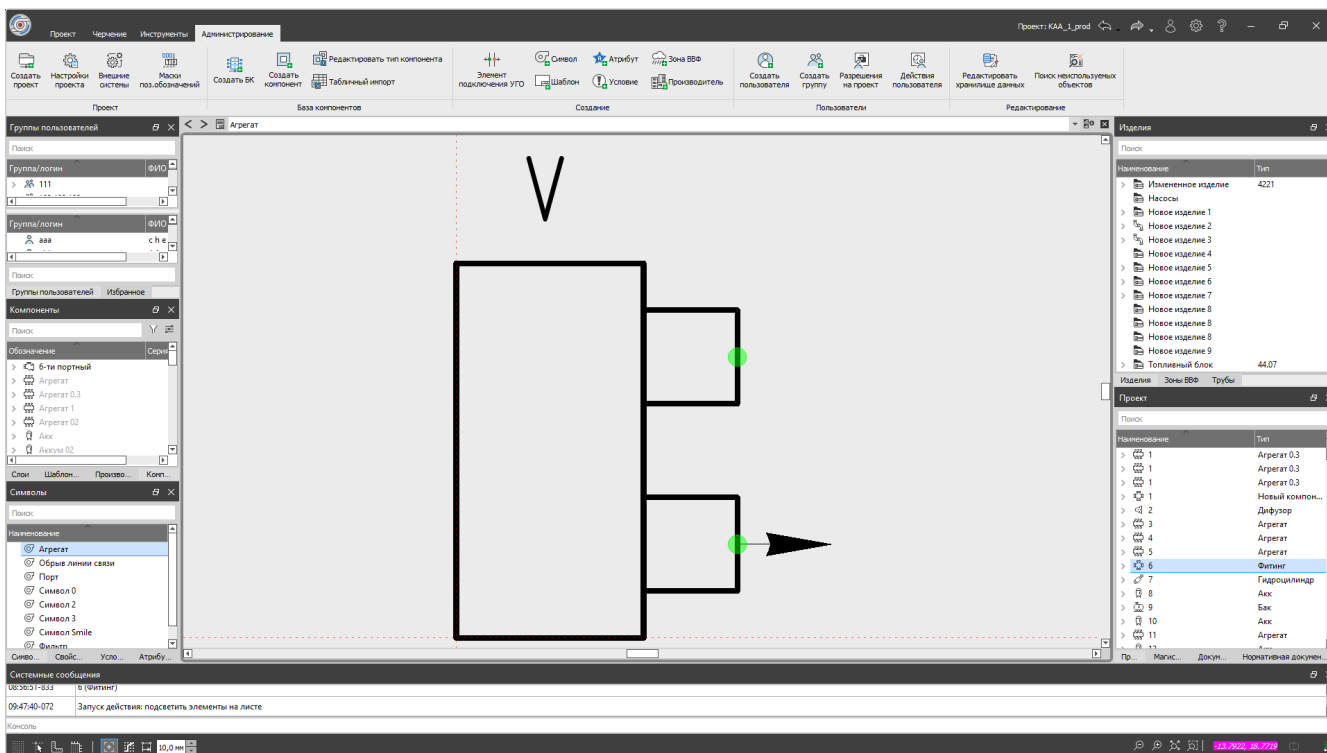 Проект Черчение Инструменты Администрирование Проект: KAA_1_prod
Создать проект
Настройки проекта
Внешние системы
Маски поз.обозначений
Создать БК
Создать компонент
Редактировать тип компонента
Табличный импорт
Элемент подключения УГО
Символ
Шаблон
Атрибут
Условие
Зона ВВФ
Производитель
Создать пользователя
Создать группу
Разрешения на проект
Действия пользователя
Редактировать хранилище данных
Поиск неиспользуемых объектов
Проект База компонентов Создание Пользователи Редактирование
Группы пользователей
Поиск
Группа/логин ФИО
111
Группа/логин ФИО
aaa c h e
Поиск
Группы пользователей Избранное
Компоненты
Поиск
Обозначение Серия
6-ти портный
Агрегат
Агрегат 0.3
Агрегат 1
Агрегат 02
Акк
Аккум 02
Слои Шаблон... Произво... Комп...
Символы
Поиск
Наименование
Агрегат
Обрыв линии связи
Порт
Символ 0
Символ 2
Символ 3
Символ Smile
Фильтр
Симво... Свойс... Усло... Атрибу...
Агрегат
V
Изделия
Поиск
Наименование Тип
Измененное изделие 4221
Насосы
Новое изделие 1
Новое изделие 2
Новое изделие 3
Новое изделие 4
Новое изделие 5
Новое изделие 6
Новое изделие 7
Новое изделие 8
Новое изделие 8
Новое изделие 8
Новое изделие 9
Топливный блок 44.07
Изделия Зоны ВВФ Трубы
Проект
Поиск
Наименование Тип
1 Агрегат 0.3
1 Агрегат 0.3
1 Агрегат 0.3
1 Новый компон...
2 Дифузор
3 Агрегат
4 Агрегат
5 Агрегат
6 Фитинг
7 Гидроцилиндр
8 Акк
9 Бак
10 Акк
11 Агрегат
Пр... Магис... Докум... Нормативная докумен...
Системные сообщения
08:56:51-833 6 (Фитинг)
09:47:40-072 Запуск действия: подсветить элементы на листе
Консоль
10,0 мм -13.7922, 18.7719